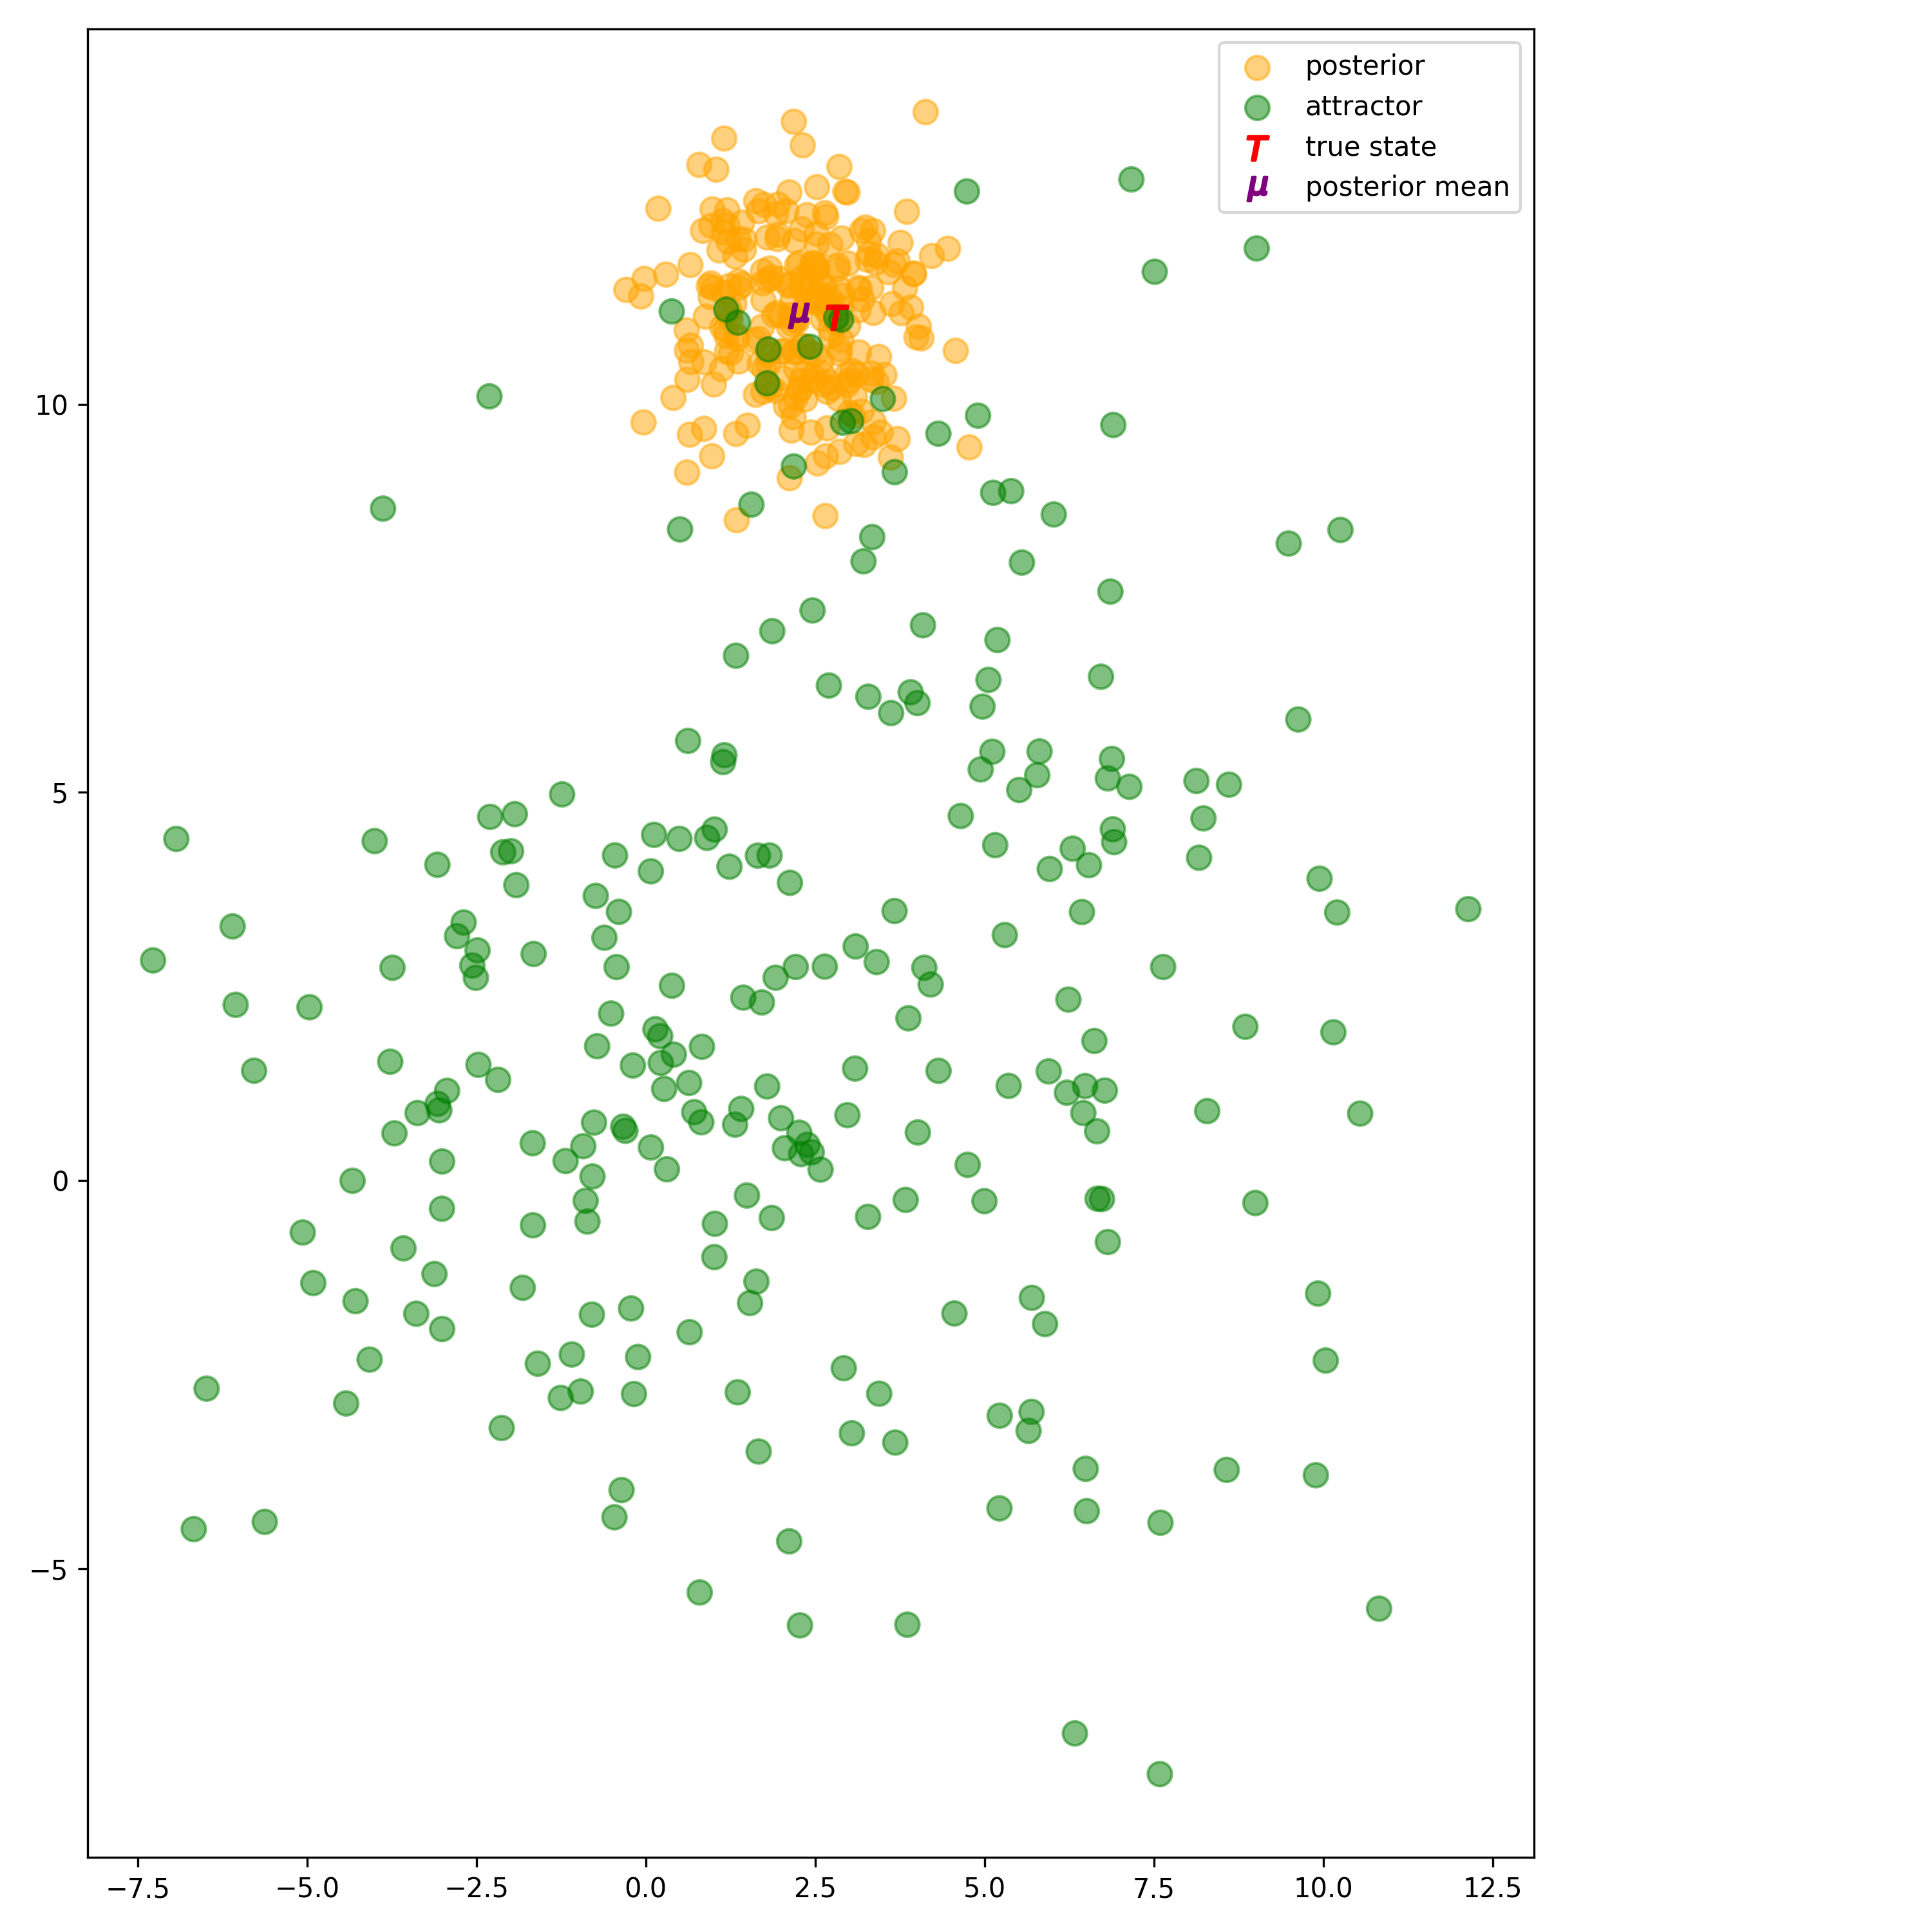 posterior
attractor
T true state
μ posterior mean
μ T
10
5
0
−5
−7.5 −5.0 −2.5 0.0 2.5 5.0 7.5 10.0 12.5